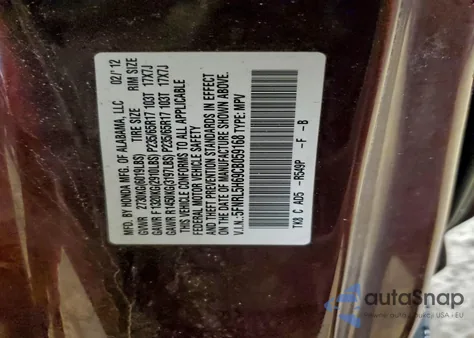 MFD. BY HONDA MFG. OF ALABAMA, LLC 02/'12
GVWR 2730KG(6019LBS) TIRE SIZE RIM SIZE
GAWR F 1320KG(2910LBS) P235/65R17 103T 17X7J
GAWR R 1450KG(3197LBS) P235/65R17 103T 17X7J
THIS VEHICLE CONFORMS TO ALL APPLICABLE
FEDERAL MOTOR VEHICLE SAFETY
AND THEFT PREVENTION STANDARDS IN EFFECT
ON THE DATE OF MANUFACTURE SHOWN ABOVE.
V.I.N: 5FNRL5H69CB050168 TYPE: MPV
TK8 C AD5 -R549P -F -B
autoSnap